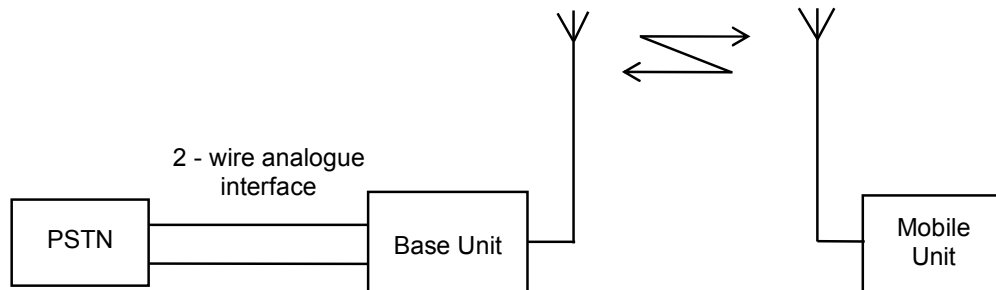 2 - wire analogue
interface
PSTN
Base Unit
Mobile
Unit